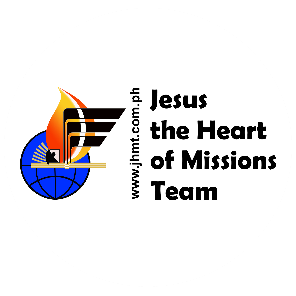 www.jhmt.com.ph
Jesus
the Heart
of Missions
Team